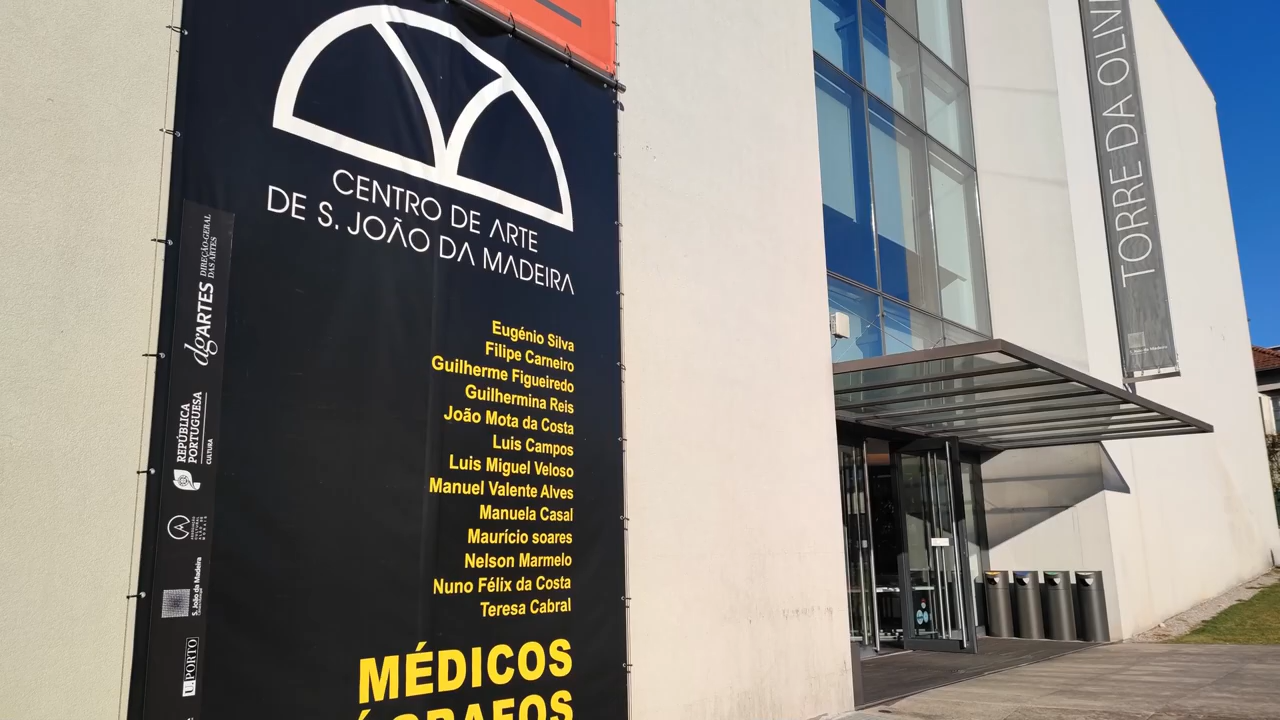 CENTRO DE ARTE
DE S. JOÃO DA MADEIRA
Eugénio Silva
Filipe Carneiro
Guilherme Figueiredo
Guilhermina Reis
João Mota da Costa
Luis Campos
Luis Miguel Veloso
Manuel Valente Alves
Manuela Casal
Maurício soares
Nelson Marmelo
Nuno Félix da Costa
Teresa Cabral
MÉDICOS
GRAFOS
dgARTES
DIREÇÃO-GERAL
DAS ARTES
REPÚBLICA
PORTUGUESA
CULTURA
S. João da Madeira
U.PORTO
TORRE DA OLIV